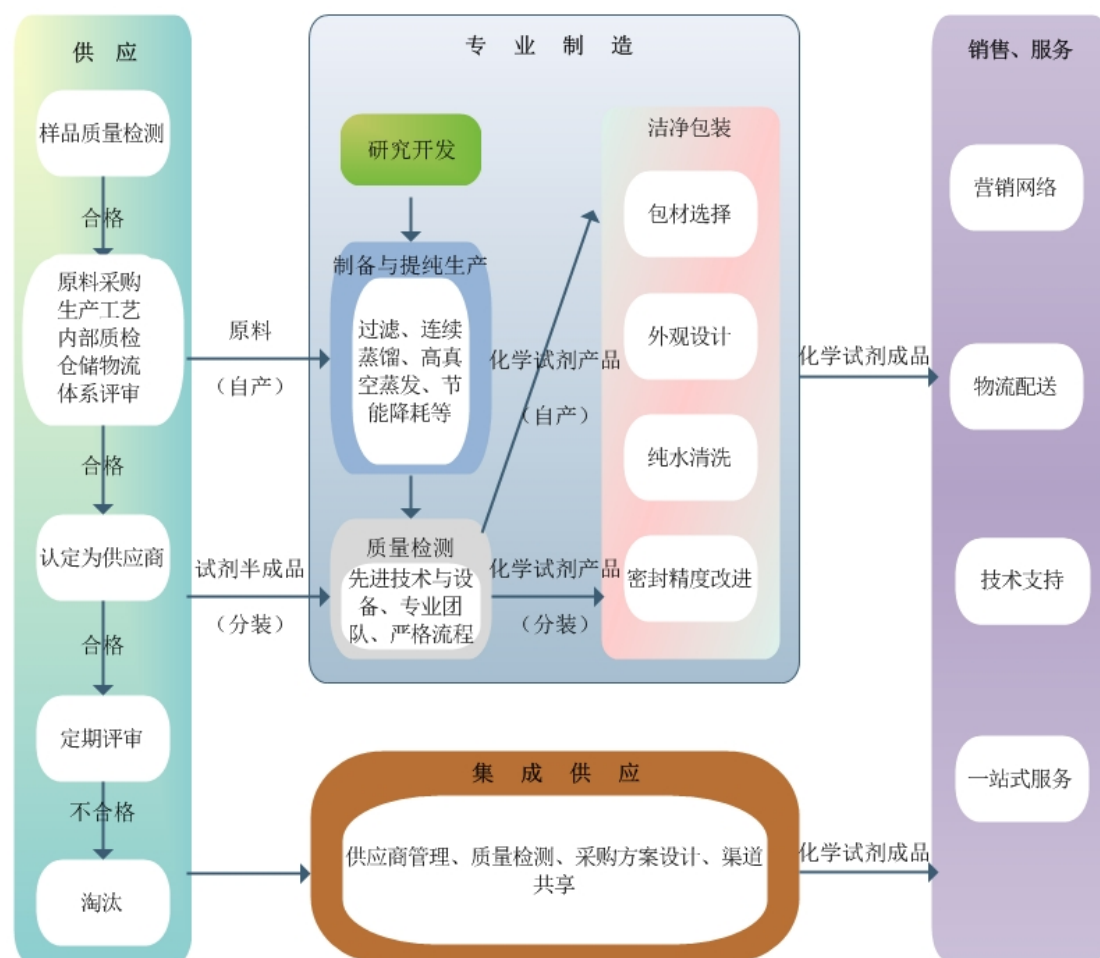 供 应
样品质量检测
合格
原料采购
生产工艺
内部质检
仓储物流
体系评审
合格
认定为供应商
合格
定期评审
不合格
淘汰
原料
（自产）
试剂半成品
（分装）
专 业 制 造
研究开发
制备与提纯生产
过滤、连续
蒸馏、高真
空蒸发、节
能降耗等
质量检测
先进技术与设
备、专业团
队、严格流程
化学试剂产品
（自产）
化学试剂产品
（分装）
洁净包装
包材选择
外观设计
纯水清洗
密封精度改进
集 成 供 应
供应商管理、质量检测、采购方案设计、渠道
共享
化学试剂成品
化学试剂成品
销售、服务
营销网络
物流配送
技术支持
一站式服务